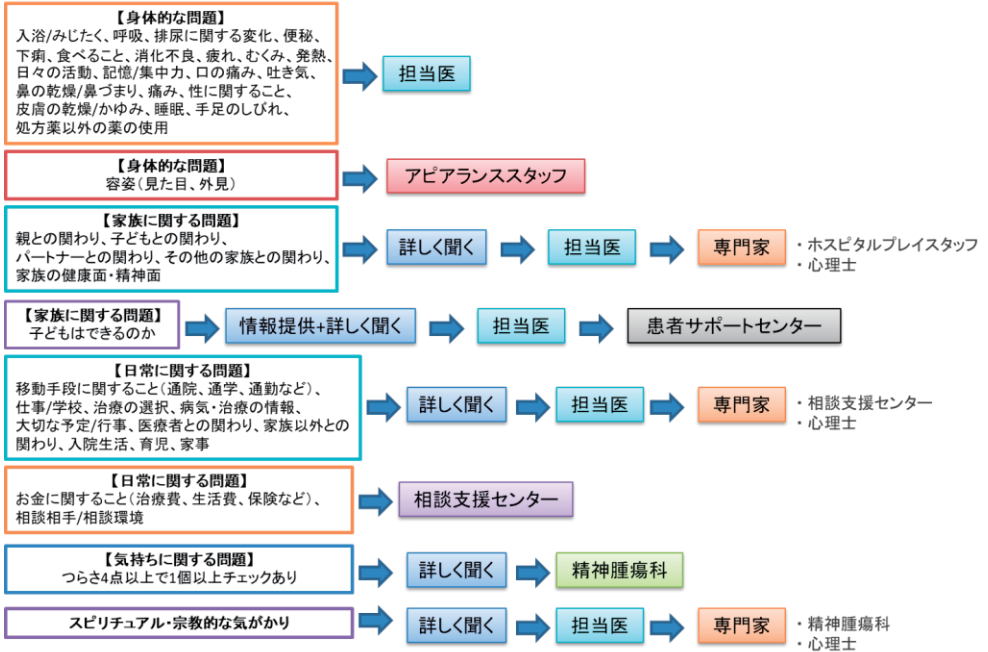 【身体的な問題】
入浴/みじたく、呼吸、排尿に関する変化、便秘、
下痢、食べること、消化不良、疲れ、むくみ、発熱、
日々の活動、記憶/集中力、口の痛み、吐き気、
鼻の乾燥/鼻づまり、痛み、性に関すること、
皮膚の乾燥/かゆみ、睡眠、手足のしびれ、
処方薬以外の薬の使用
担当医
【身体的な問題】
容姿(見た目、外見)
アピアランススタッフ
【家族に関する問題】
親との関わり、子どもとの関わり、
パートナーとの関わり、その他の家族との関わり、
家族の健康面・精神面
詳しく聞く
担当医
専門家
・ホスピタルプレイスタッフ
・心理士
【家族に関する問題】
子どもはできるのか
情報提供+詳しく聞く
担当医
患者サポートセンター
【日常に関する問題】
移動手段に関すること(通院、通学、通勤など)、
仕事/学校、治療の選択、病気・治療の情報、
大切な予定/行事、医療者との関わり、家族以外との
関わり、入院生活、育児、家事
詳しく聞く
担当医
専門家
・相談支援センター
・心理士
【日常に関する問題】
お金に関すること(治療費、生活費、保険など)、
相談相手/相談環境
相談支援センター
【気持ちに関する問題】
つらさ4点以上で1個以上チェックあり
詳しく聞く
精神腫瘍科
スピリチュアル・宗教的な気がかり
詳しく聞く
担当医
専門家
・精神腫瘍科
・心理士